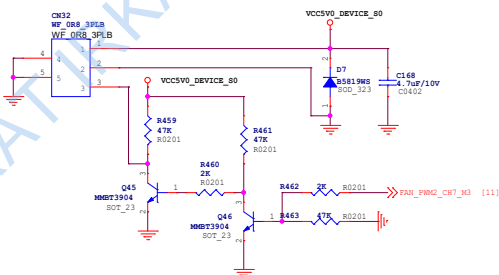 CN32
WF_0R8_3PLB
WF_0R8_3PLB
VCC5V0_DEVICE_S0
1
2
3
4
5
4
5
1
2
3
VCC5V0_DEVICE_S0
2
1
D7
B5819WS
SOD_323
C168
4.7uF/10V
C0402
R459
47K
R0201
R461
47K
R0201
R460
2K
R0201
Q45
MMBT3904
SOT_23
3
1
2
Q46
MMBT3904
SOT_23
3
1
2
R462
2K
R0201
FAN_PWM2_CH7_M3 [11]
R463
47K
R0201